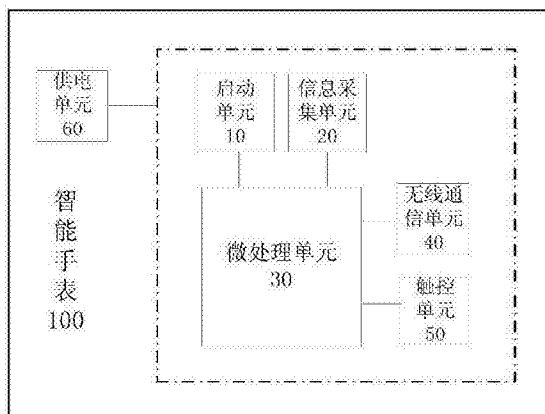 供电
单元
60
启动
单元
10
信息采
集单元
20
微处理单元
30
无线通
信单元
40
触控
单元
50
智
能
手
表
100